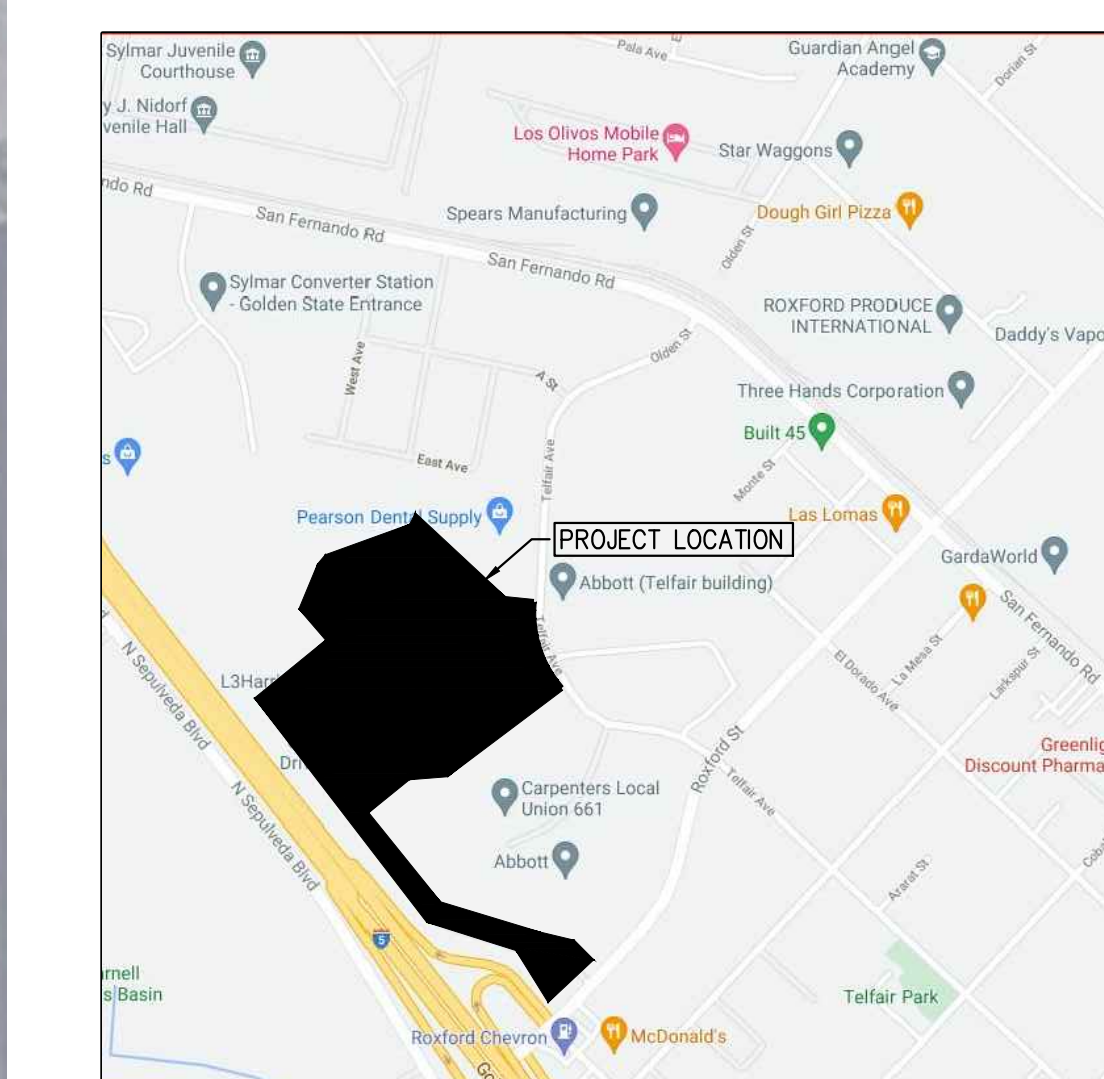 Sylmar Juvenile
Courthouse
Pala Ave
Guardian Angel
Academy
Dorian St
y J. Nidorf
venile Hall
Los Olivos Mobile
Home Park
Star Waggons
ndo Rd
San Fernando Rd
Spears Manufacturing
Dough Girl Pizza
Olden St
San Fernando Rd
Sylmar Converter Station
- Golden State Entrance
ROXFORD PRODUCE
INTERNATIONAL
Daddy's Vapo
West Ave
Olden St
A St
Three Hands Corporation
Built 45
s
East Ave
Telfair Ave
Monte St
Pearson Dental Supply
Las Lomas
PROJECT LOCATION
GardaWorld
Abbott (Telfair building)
San Fernando Rd
Telfair Ave
La Mesa St
Larkspur St
El Dorado Ave
N Sepulveda Blvd
L3Harr
Roxford St
Greenlig
Discount Pharma
Dri
Telfair Ave
N Sepulveda Blvd
Carpenters Local
Union 661
Abbott
Ararat St
Coba
5
rnell
s Basin
Telfair Park
Roxford Chevron
McDonald's
Go